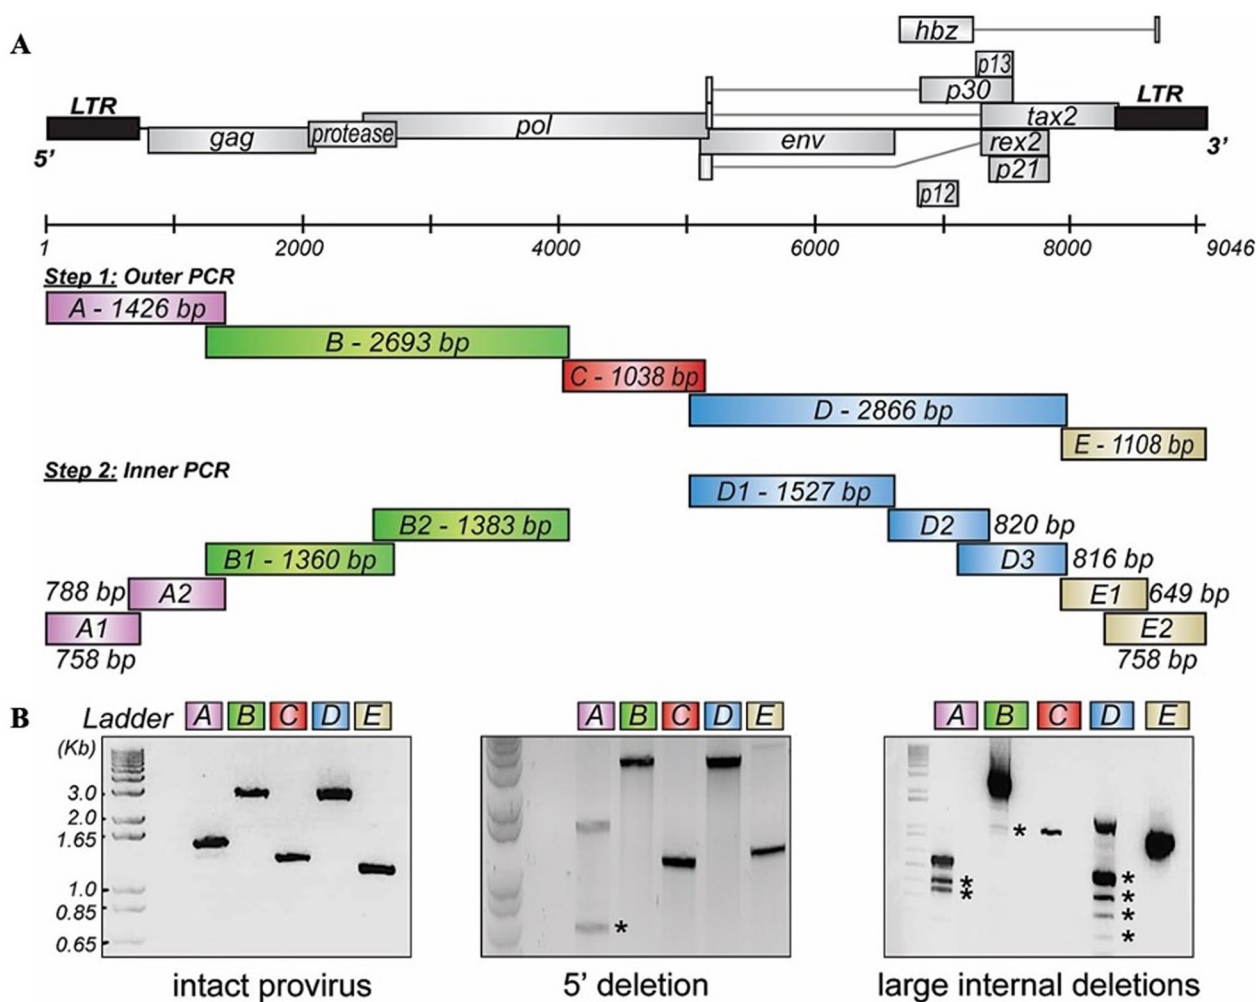 A
hbz
p13
p30
LTR
LTR
gag
protease
pol
env
tax2
rex2
p21
p12
5'
3'
1
2000
4000
6000
8000
9046
Step 1: Outer PCR
A - 1426 bp
B - 2693 bp
C - 1038 bp
D - 2866 bp
E - 1108 bp
Step 2: Inner PCR
D1 - 1527 bp
B2 - 1383 bp
D2 820 bp
B1 - 1360 bp
D3 816 bp
788 bp A2
E1 649 bp
A1
E2
758 bp
758 bp
B
Ladder A B C D E
(Kb)
3.0
2.0
1.65
1.0
0.85
0.65
intact provirus
A B C D E
*
5' deletion
A B C D E
*
*
*
*
*
*
*
large internal deletions